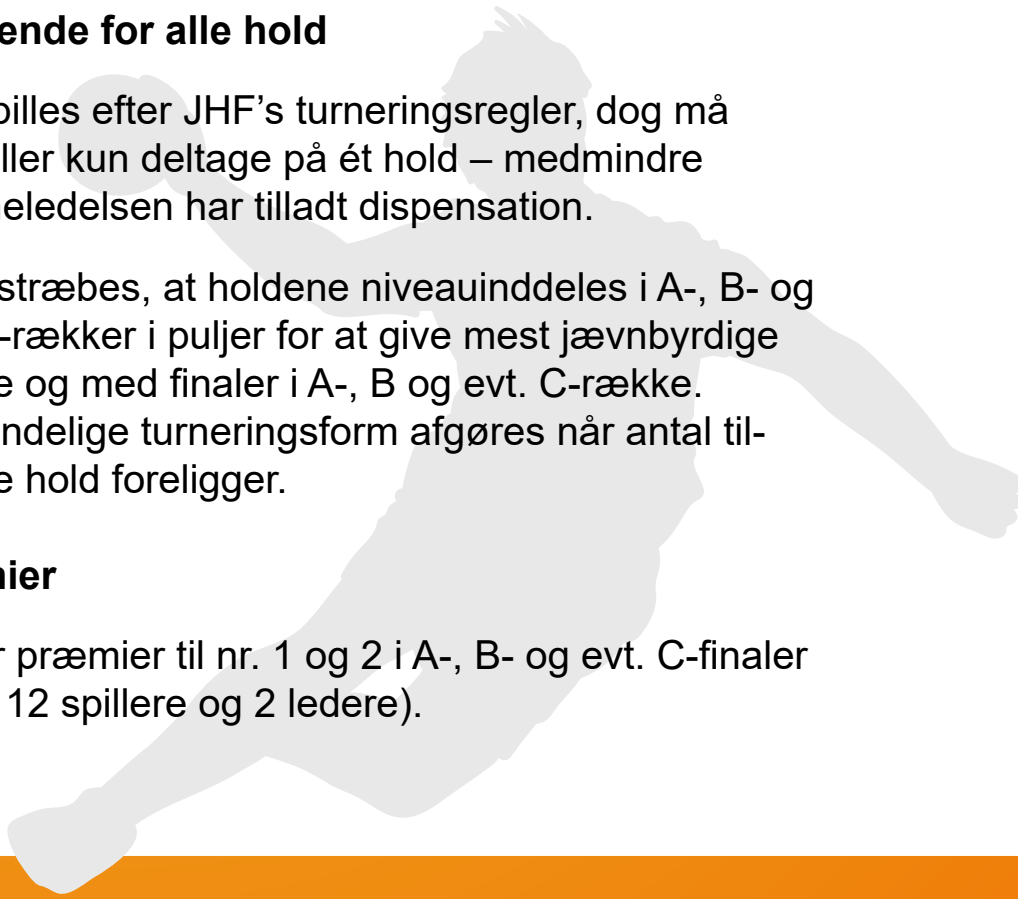 ende for alle hold
pilles efter JHF’s turneringsregler, dog må
ller kun deltage på ét hold – medmindre
neledelsen har tilladt dispensation.
stræbes, at holdene niveauinddeles i A-, B- og
-rækker i puljer for at give mest jævnbyrdige
e og med finaler i A-, B og evt. C-række.
ndelige turneringsform afgøres når antal til-
e hold foreligger.
nier
r præmier til nr. 1 og 2 i A-, B- og evt. C-finaler
12 spillere og 2 ledere).